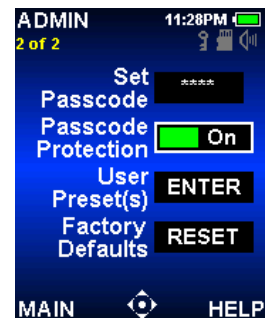 ADMIN 11:28PM
2 of 2
Set
Passcode ****
Passcode
Protection On
User
Preset(s) ENTER
Factory
Defaults RESET
MAIN HELP